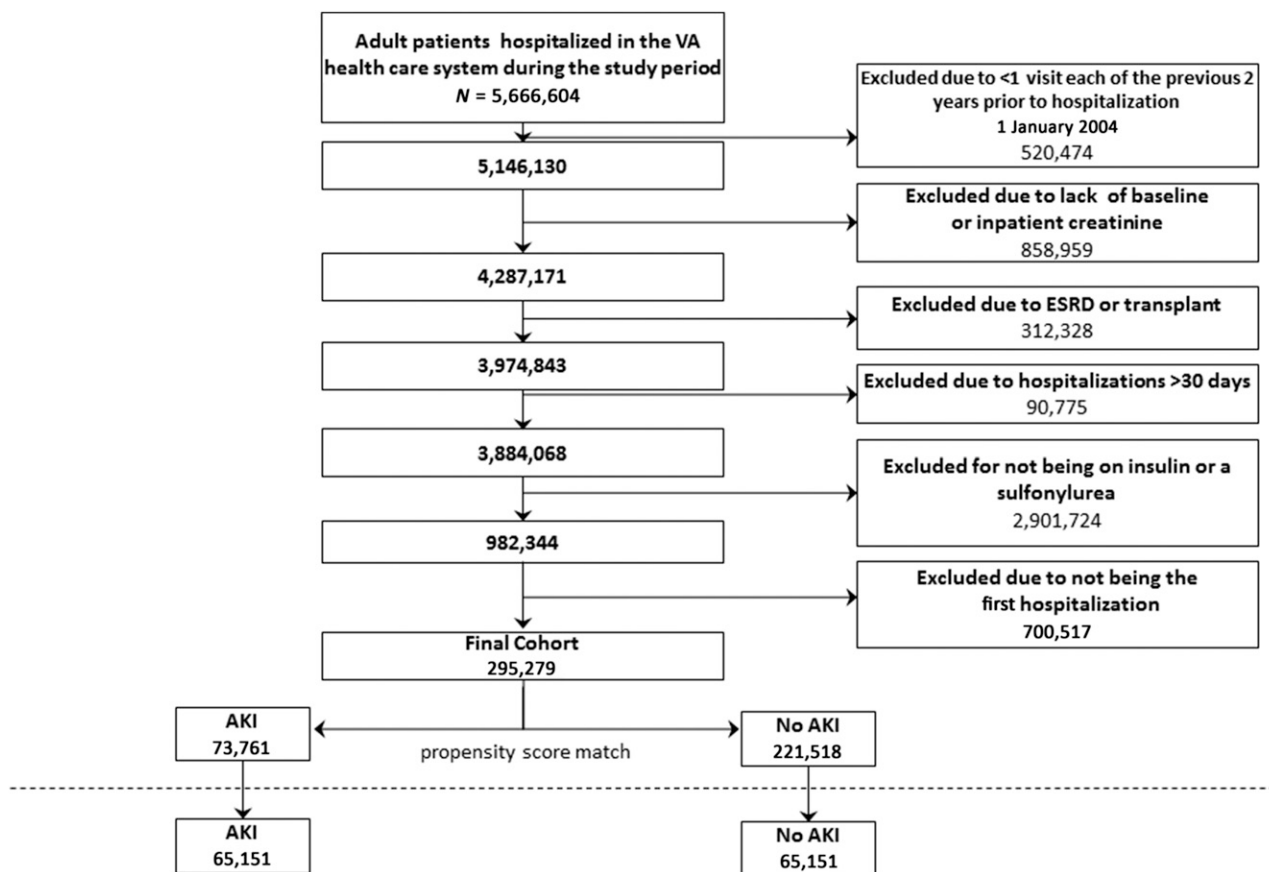 Adult patients hospitalized in the VA
health care system during the study period
N = 5,666,604
Excluded due to <1 visit each of the previous 2
years prior to hospitalization
1 January 2004
520,474
5,146,130
Excluded due to lack of baseline
or inpatient creatinine
858,959
4,287,171
Excluded due to ESRD or transplant
312,328
3,974,843
Excluded due to hospitalizations >30 days
90,775
3,884,068
Excluded for not being on insulin or a
sulfonylurea
2,901,724
982,344
Excluded due to not being the
first hospitalization
700,517
Final Cohort
295,279
AKI
73,761
propensity score match
No AKI
221,518
AKI
65,151
No AKI
65,151